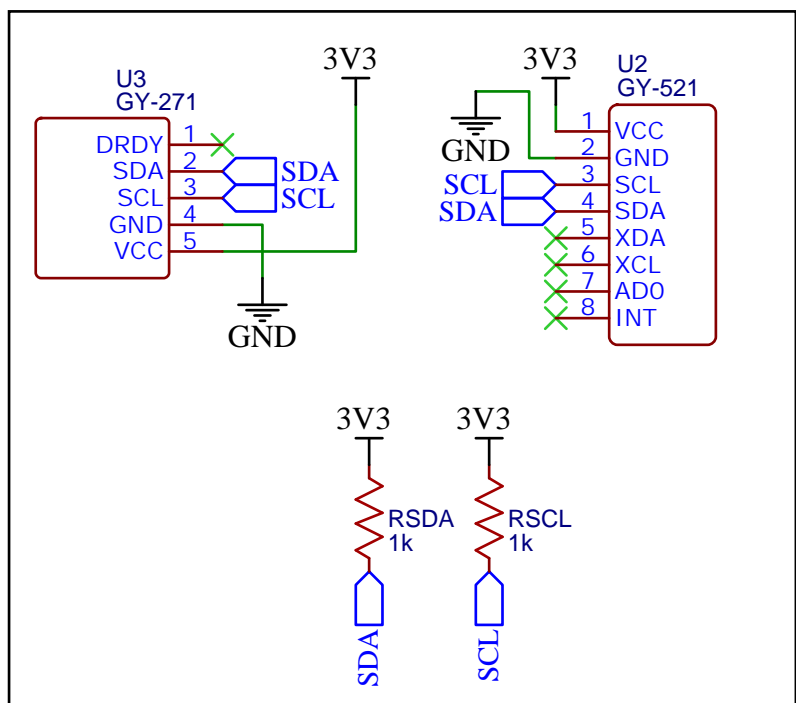 U3
GY-271
DRDY 1
SDA 2
SCL 3
GND 4
VCC 5
SDA
SCL
3V3
GND
3V3
GND
U2
GY-521
1 VCC
2 GND
3 SCL
4 SDA
5 XDA
6 XCL
7 AD0
8 INT
SCL
SDA
3V3
RSDA
1k
SDA
3V3
RSCL
1k
SCL